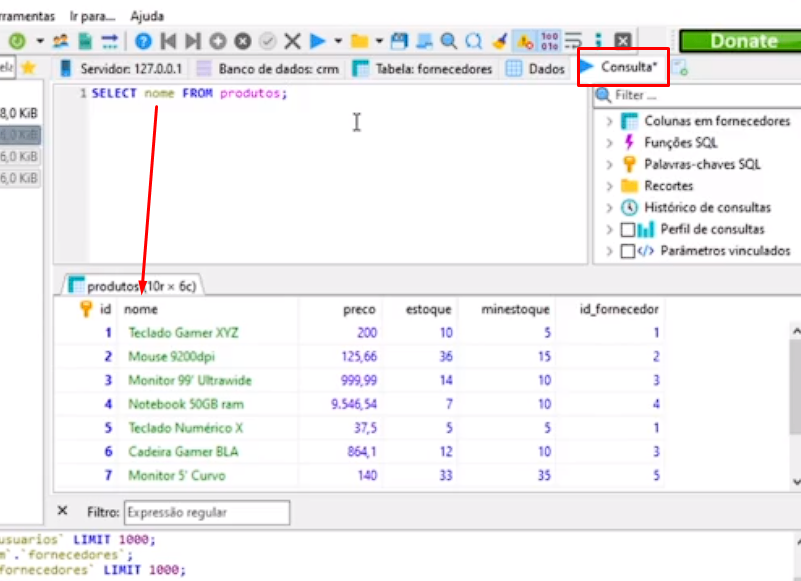 rramentas Ir para... Ajuda
Donate
Servidor: 127.0.0.1 Banco de dados: crm Tabela: fornecedores Dados Consulta*
Filter ...
1 SELECT nome FROM produtos;
8,0 KiB
6,0 KiB
6,0 KiB
6,0 KiB
Colunas em fornecedores
Funções SQL
Palavras-chaves SQL
Recortes
Histórico de consultas
Perfil de consultas
Parâmetros vinculados
produtos (10r × 6c)
id nome preco estoque minestoque id_fornecedor
1 Teclado Gamer XYZ 200 10 5 1
2 Mouse 9200dpi 125,66 36 15 2
3 Monitor 99' Ultrawide 999,99 14 10 3
4 Notebook 50GB ram 9.546,54 7 10 4
5 Teclado Numérico X 37,5 5 5 1
6 Cadeira Gamer BLA 864,1 12 10 3
7 Monitor 5' Curvo 140 33 35 5
Filtro: Expressão regular
usuarios` LIMIT 1000;
m`.`fornecedores`;
fornecedores` LIMIT 1000;